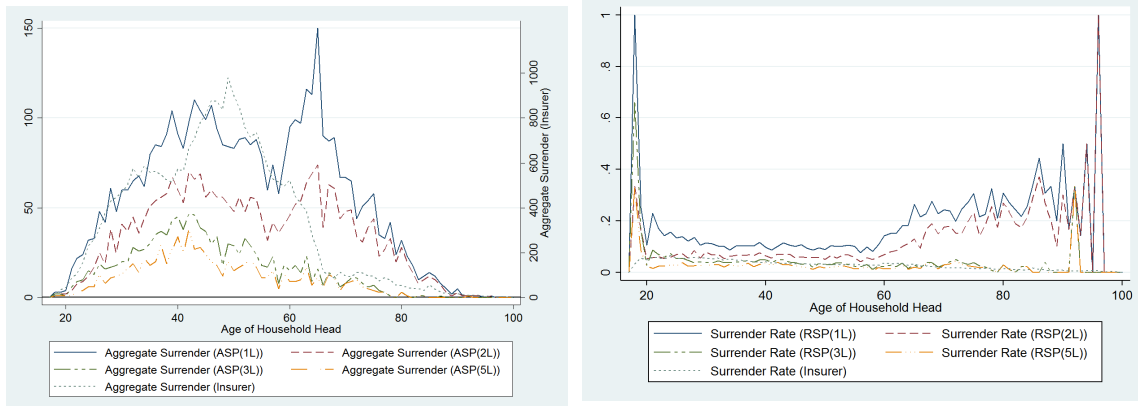 150
100
50
0
1000
800
600
400
200
0
Aggregate Surrender (Insurer)
20 40 60 80 100
Age of Household Head
Aggregate Surrender (ASP(1L)) Aggregate Surrender (ASP(2L))
Aggregate Surrender (ASP(3L)) Aggregate Surrender (ASP(5L))
Aggregate Surrender (Insurer)
1
.8
.6
.4
.2
0
20 40 60 80 100
Age of Household Head
Surrender Rate (RSP(1L)) Surrender Rate (RSP(2L))
Surrender Rate (RSP(3L)) Surrender Rate (RSP(5L))
Surrender Rate (Insurer)